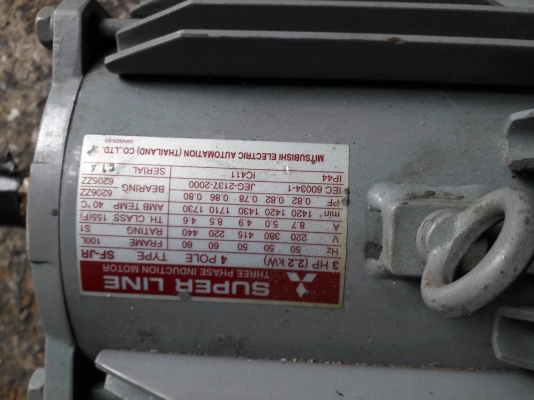 SUPER LINE
THREE PHASE INDUCTION MOTOR
3 HP (2.2 kW) 4 POLE TYPE SF-JR
Hz 50 50 50 60 60 FRAME 100L
V 220 380 415 220 440 RATING S1
A 8.7 5.0 4.9 8.5 4.6 TH. CLASS 155(F)
min⁻¹ 1420 1420 1430 1710 1730 AMB TEMP 40 °C
PF 0.82 0.82 0.78 0.86 0.80 BEARING 6206ZZ
IEC 60034-1 JEC-2137-2000 6205ZZ
IP44 IC411 SERIAL
MITSUBISHI ELECTRIC AUTOMATION (THAILAND) CO.,LTD.